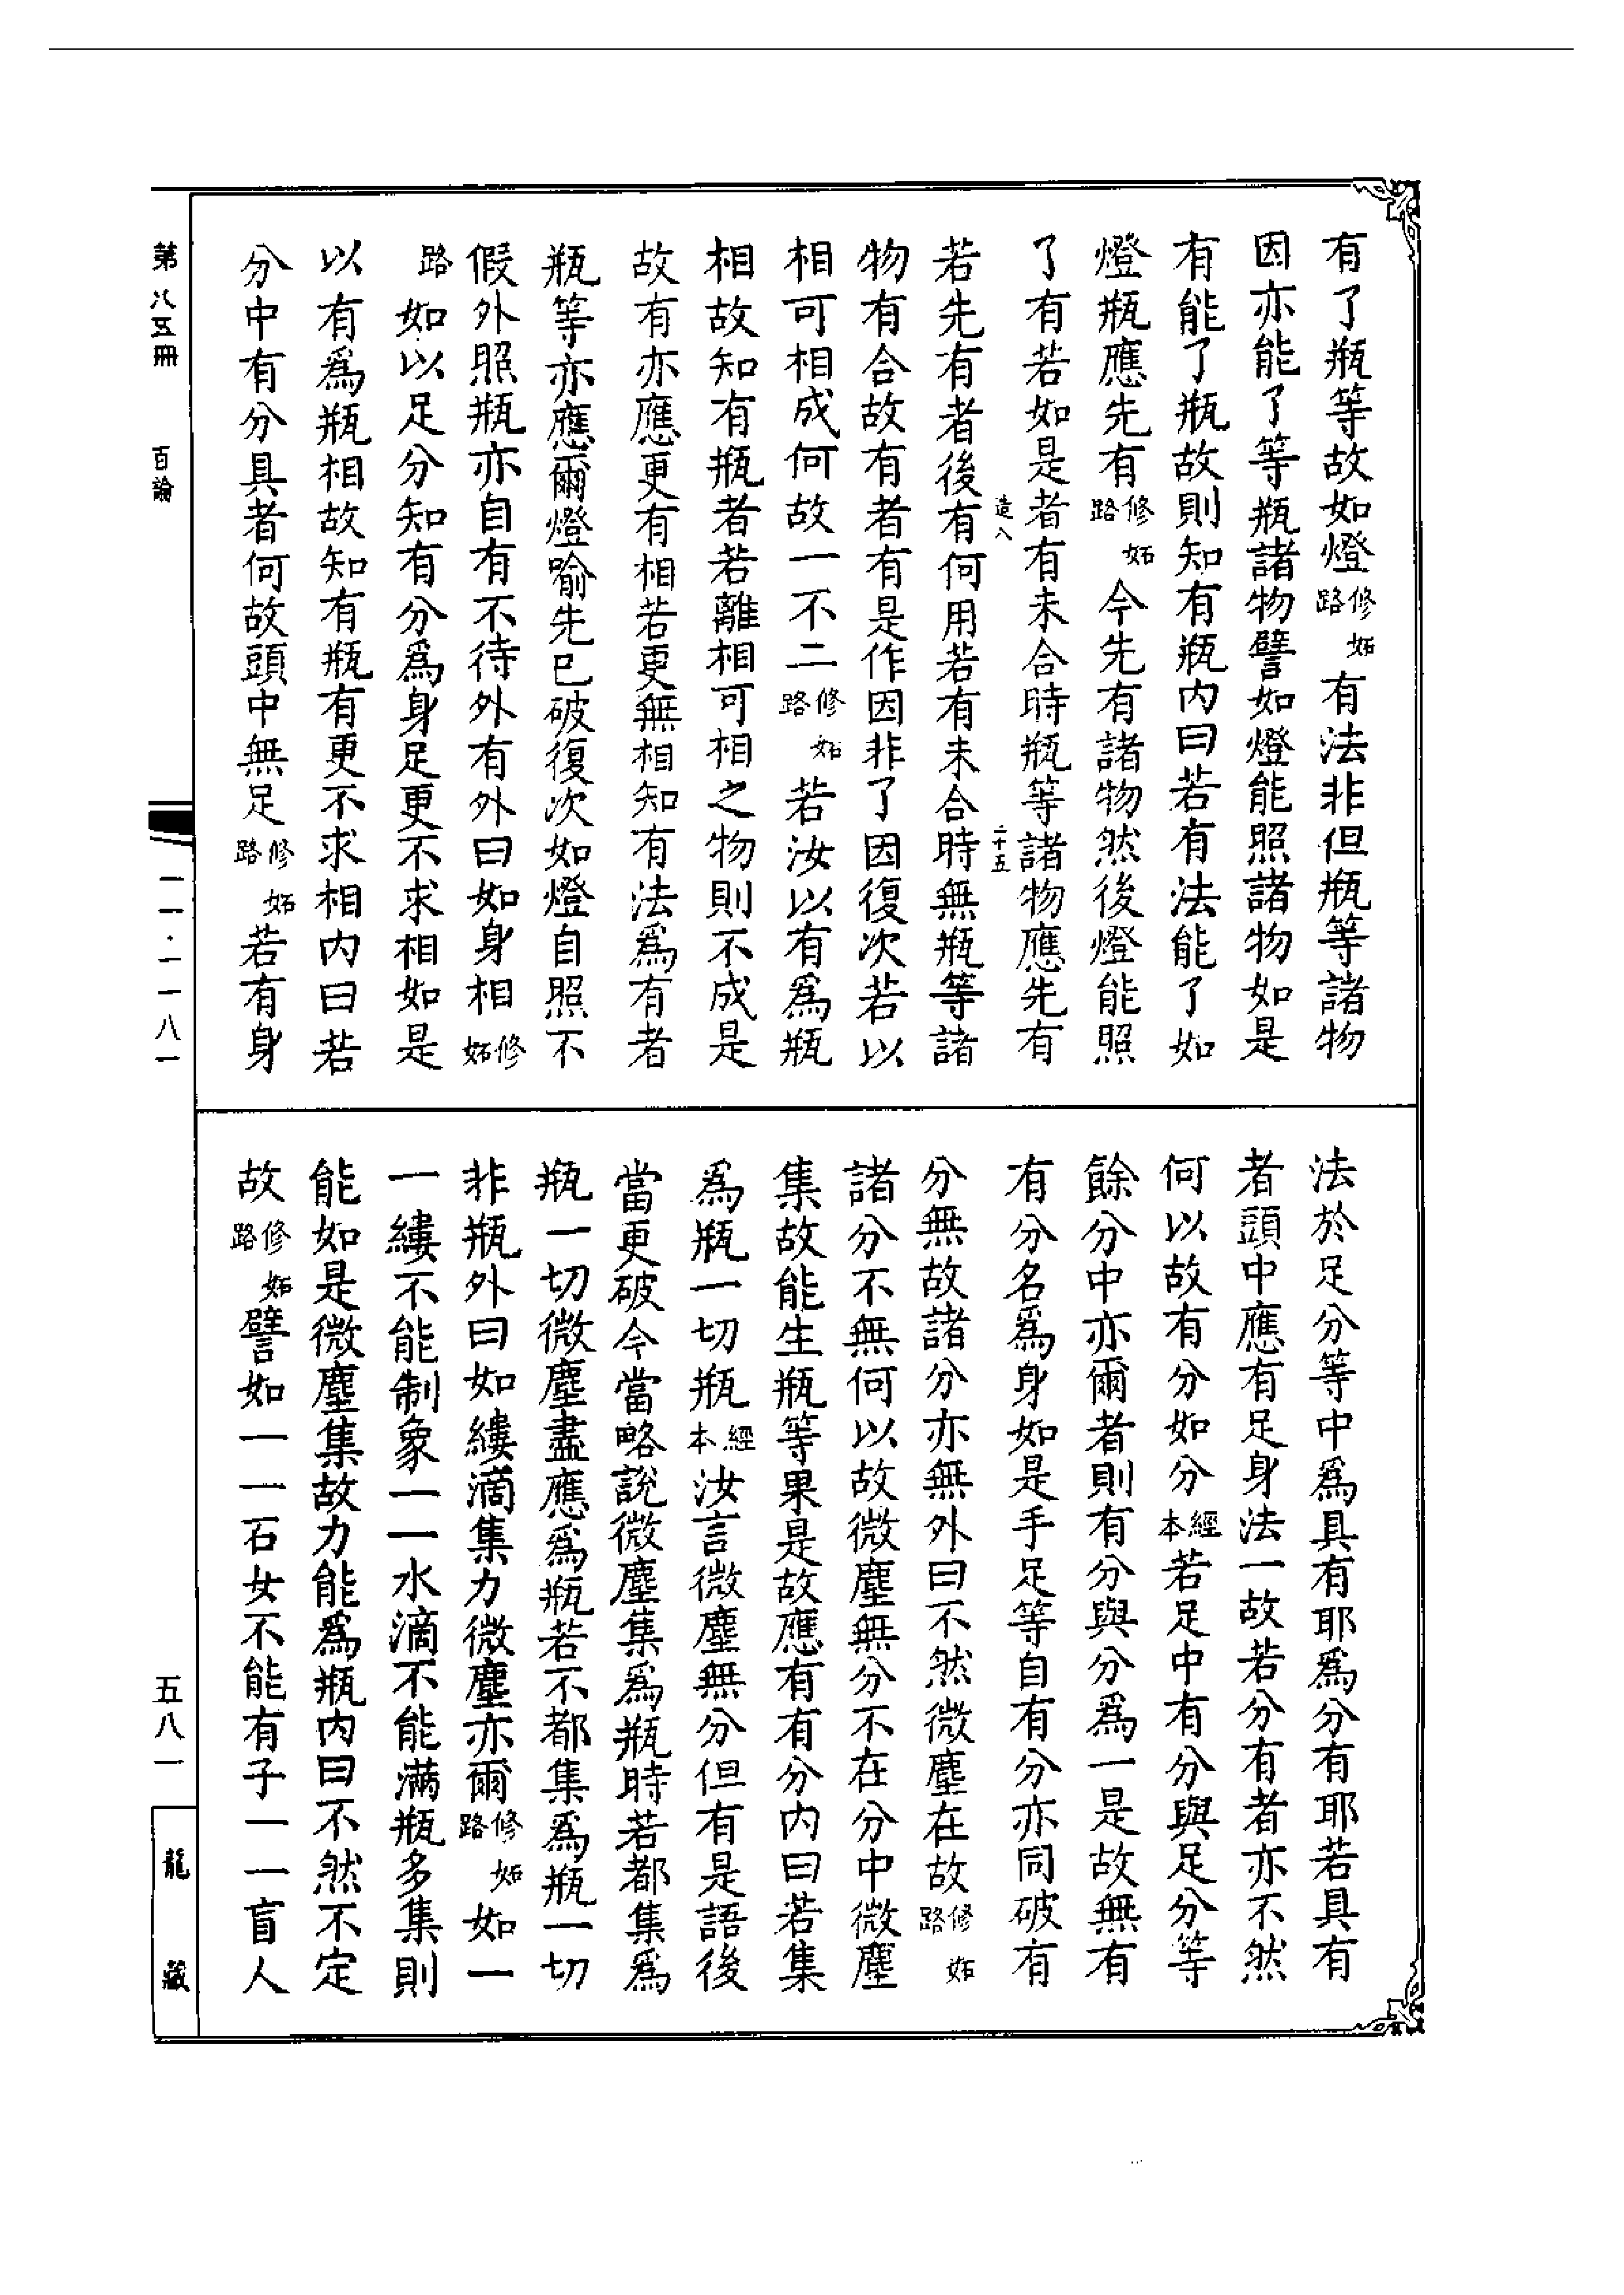 有了瓶等故如燈修妬路有法非但瓶等諸物
因亦能了等瓶諸物譬如燈能照諸物如是
有能了瓶故則知有瓶內曰若有法能了如
燈瓶應先有修妬路今先有諸物然後燈能照
了有若如是者有未合時瓶等諸物應先有
造八 二十五
若先有者後有何用若有未合時無瓶等諸
物有合故有者有是作因非了因復次若以
相可相成何故一不二修妬路若汝以有為瓶
相故知有瓶者若離相可相之物則不成是
故有亦應更有相若更無相知有法為有者
瓶等亦應爾燈喻先已破復次如燈自照不
假外照瓶亦自有不待外有外曰如身相修妬
路如以足分知有分為身足更不求相如是
以有為瓶相故知有瓶有更不求相內曰若
分中有分具者何故頭中無足修妬路若有身
法於足分等中為具有耶為分有耶若具有
者頭中應有足身法一故若分有者亦不然
何以故有分如分經本若足中有分與足分等
餘分中亦爾者則有分與分為一是故無有
有分名為身如是手足等自有分亦同破有
分無故諸分亦無外曰不然微塵在故修妬路
諸分不無何以故微塵無分不在分中微塵
集故能生瓶等果是故應有有分內曰若集
為瓶一切瓶經本汝言微塵無分但有是語後
當更破今當略說微塵集為瓶時若都集為
瓶一切微塵盡應為瓶若不都集為瓶一切
非瓶外曰如縷滴集力微塵亦爾修妬路如一
一縷不能制象一一水滴不能滿瓶多集則
能如是微塵集故力能為瓶內曰不然不定
故修妬路譬如一一石女不能有子一一盲人
第八五冊 百論 一一·一一八一
五八一 龍藏